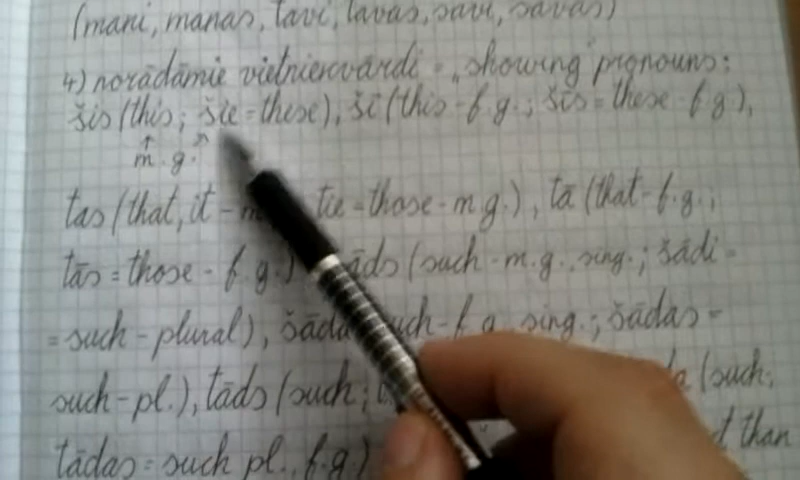 (mani, manas, tavi, tavas, savi, savas)
4) norādāmie vietniekvārdi = „showing" pronouns:
šis (this; šie = these), šī (this - f.g.; šīs = these - f.g.),
m. g.
tas (that, it - tie = those - m g.), tā (that - f.g.;
tās = those - f. g.) (such - m.g., sing.; šādi -
= such - plural), such - f.g. sing.; šādas -
such - pl.), tāds (such; (such;
than
tādas = such pl., f.g.)